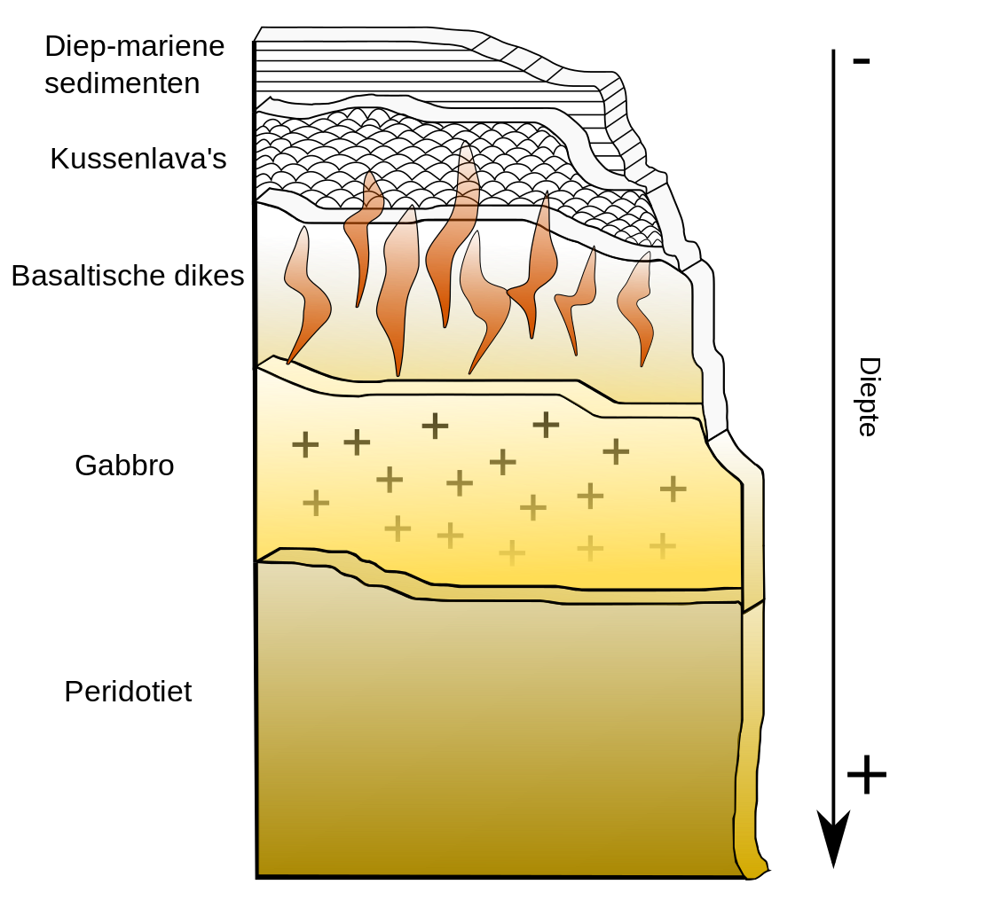 Diep-mariene
sedimenten
Kussenlava's
Basaltische dikes
Gabbro
Peridotiet
-
Diepte
+